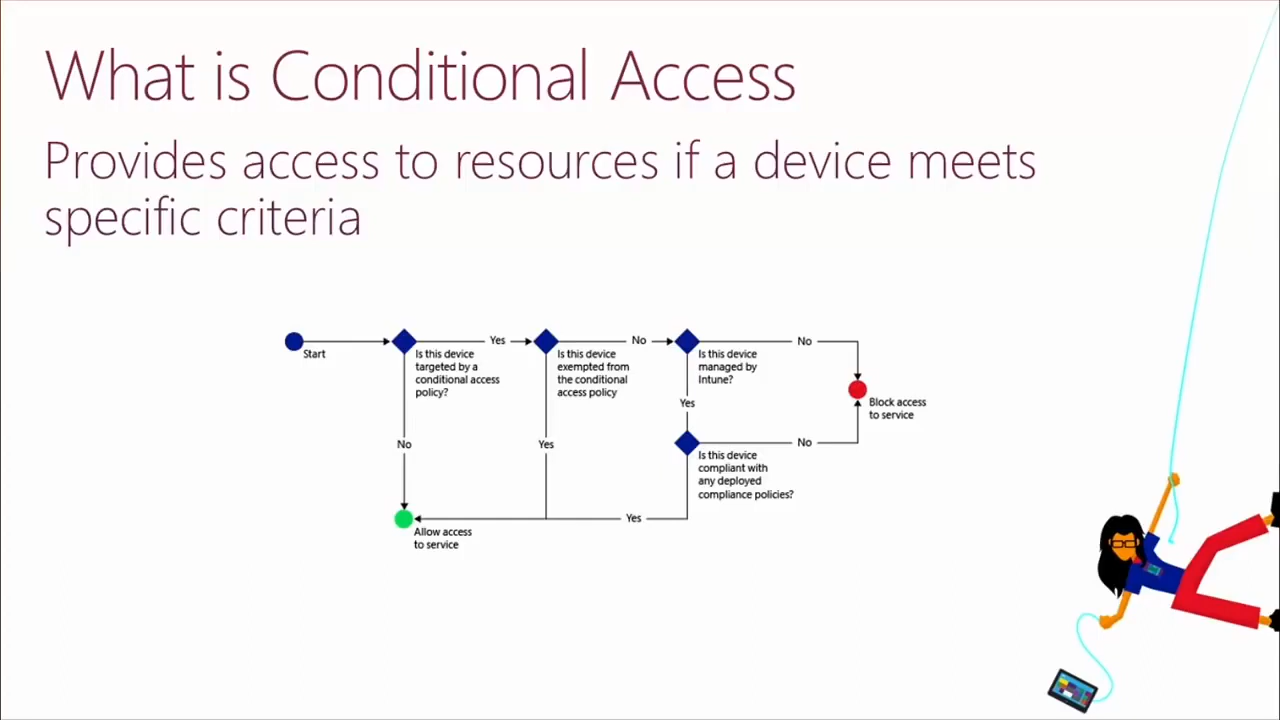 What is Conditional Access
Provides access to resources if a device meets
specific criteria
Start
Is this device
targeted by a
conditional access
policy?
Yes
Is this device
exempted from
the conditional
access policy
No
Is this device
managed by
Intune?
No
Block access
to service
Yes
No
Yes
Is this device
compliant with
any deployed
compliance policies?
No
Yes
Allow access
to service